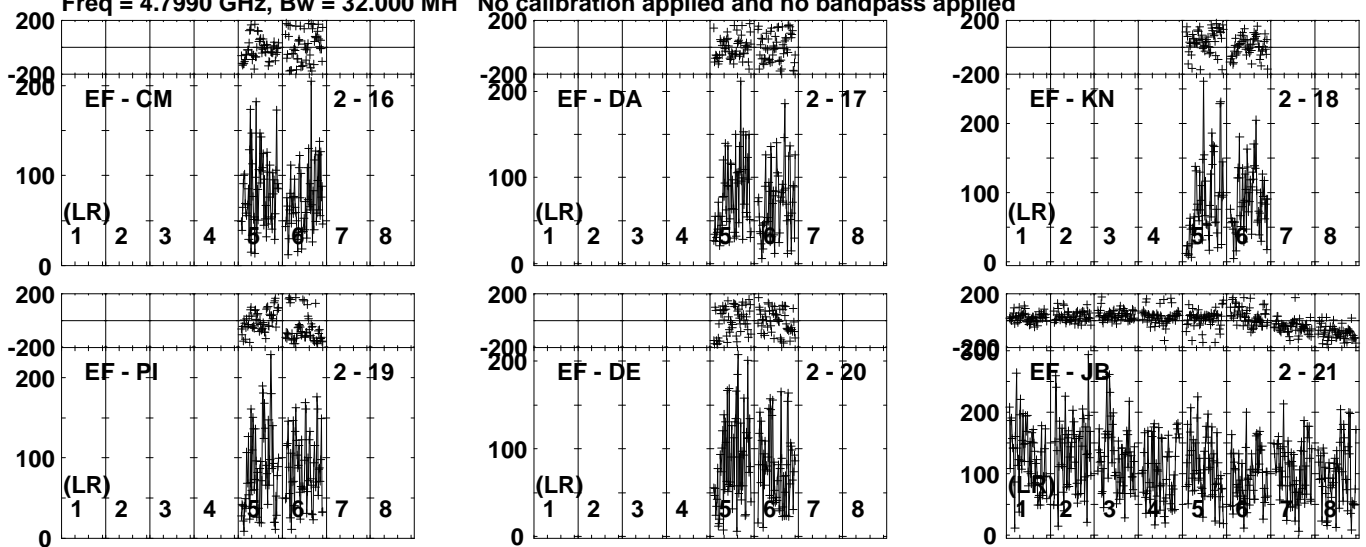 Freq = 4.7990 GHz, Bw = 32.000 MH No calibration applied and no bandpass applied
200
-200
200
EF - CM
2 - 16
100
(LR)
1 2 3 4 5 6 7 8
0
200
-200
200
EF - DA
2 - 17
100
(LR)
1 2 3 4 5 6 7 8
0
200
-200
EF - KN
2 - 18
200
100
(LR)
1 2 3 4 5 6 7 8
0
200
-200
EF - PI
2 - 19
200
100
(LR)
1 2 3 4 5 6 7 8
0
200
-200
200
EF - DE
2 - 20
100
(LR)
1 2 3 4 5 6 7 8
0
200
-200
300
EF - JB
2 - 21
200
100
(LR)
1 2 3 4 5 6 7 8
0